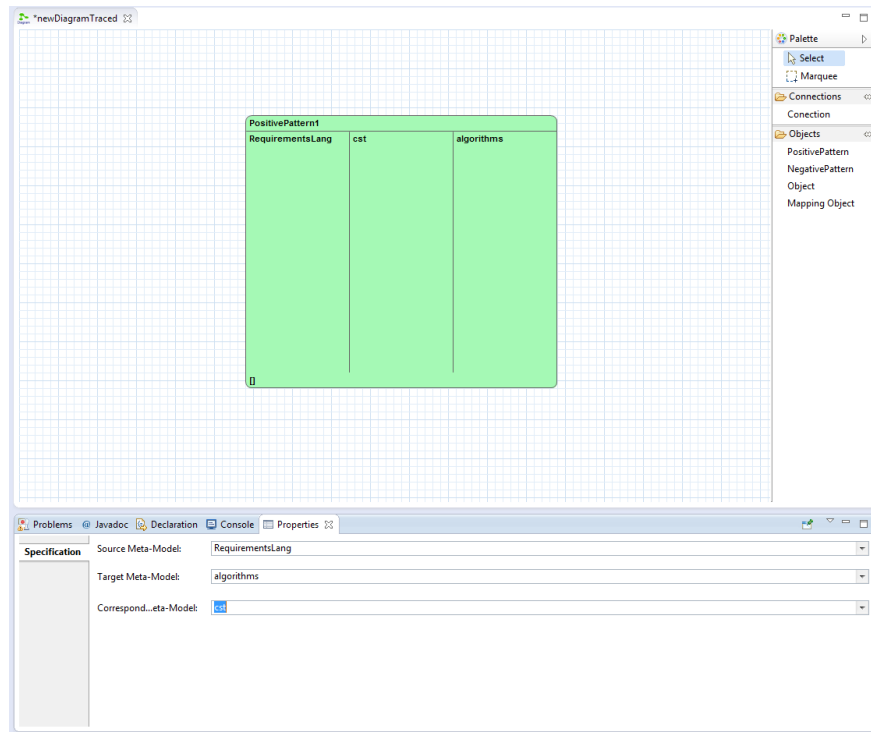 *newDiagramTraced
Palette
Select
Marquee
Connections
Conection
Objects
PositivePattern
NegativePattern
Object
Mapping Object
PositivePattern1
RequirementsLang cst algorithms
[]
Problems @ Javadoc Declaration Console Properties
Specification
Source Meta-Model: RequirementsLang
Target Meta-Model: algorithms
Correspond...eta-Model: cst